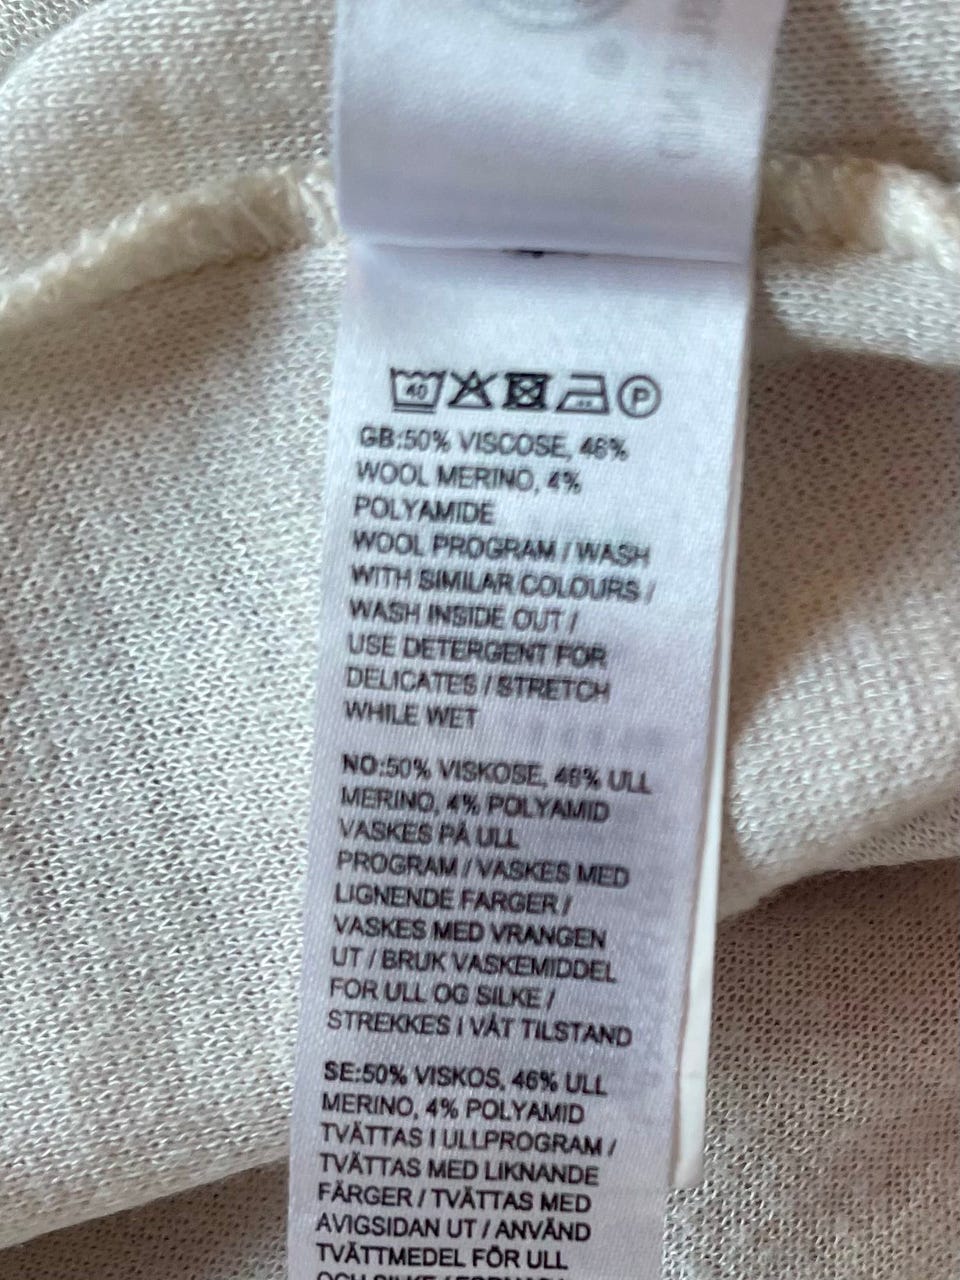 40 P
GB:50% VISCOSE, 46%
WOOL MERINO, 4%
POLYAMIDE
WOOL PROGRAM / WASH
WITH SIMILAR COLOURS /
WASH INSIDE OUT /
USE DETERGENT FOR
DELICATES / STRETCH
WHILE WET
NO:50% VISKOSE, 46% ULL
MERINO, 4% POLYAMID
VASKES PÅ ULL
PROGRAM / VASKES MED
LIGNENDE FARGER /
VASKES MED VRANGEN
UT / BRUK VASKEMIDDEL
FOR ULL OG SILKE /
STREKKES I VÅT TILSTAND
SE:50% VISKOS, 46% ULL
MERINO, 4% POLYAMID
TVÄTTAS I ULLPROGRAM /
TVÄTTAS MED LIKNANDE
FÄRGER / TVÄTTAS MED
AVIGSIDAN UT / ANVÄND
TVÄTTMEDEL FÖR ULL
OCH SILKE /